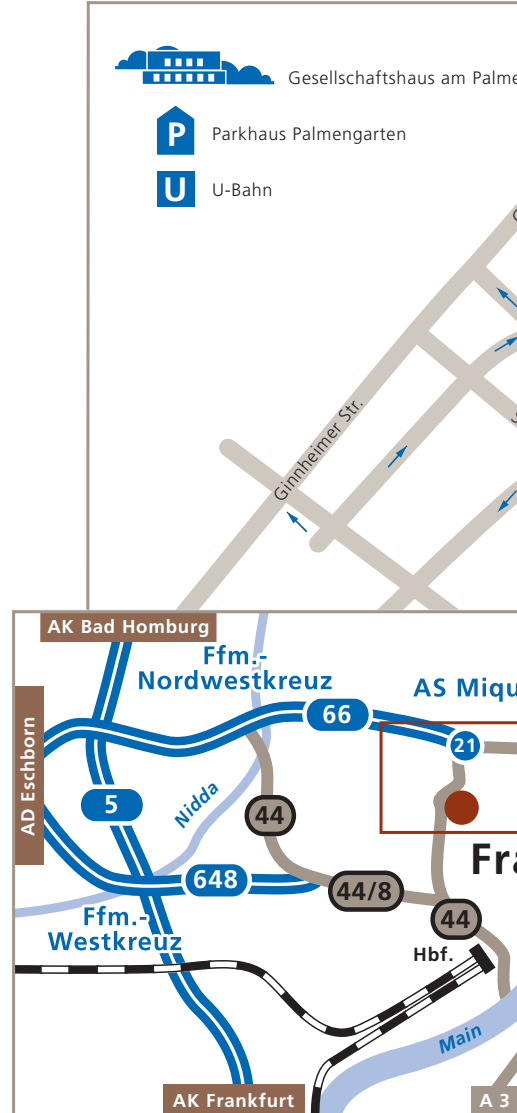 Gesellschaftshaus am Palme
P
Parkhaus Palmengarten
U
U-Bahn
Ginnheimer Str.
AK Bad Homburg
Ffm.-
Nordwestkreuz
AS Miqu
66
21
AD Eschborn
5
Nidda
44
Fra
648
44/8
Ffm.-
Westkreuz
44
Hbf.
Main
AK Frankfurt
A 3